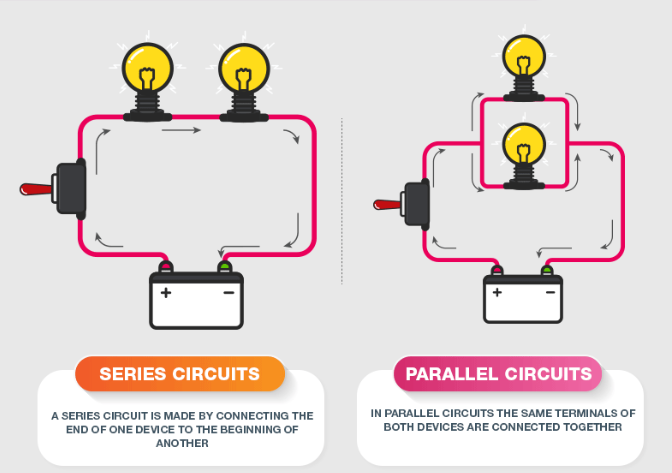 + −
+ −
SERIES CIRCUITS
A SERIES CIRCUIT IS MADE BY CONNECTING THE
END OF ONE DEVICE TO THE BEGINNING OF
ANOTHER
PARALLEL CIRCUITS
IN PARALLEL CIRCUITS THE SAME TERMINALS OF
BOTH DEVICES ARE CONNECTED TOGETHER